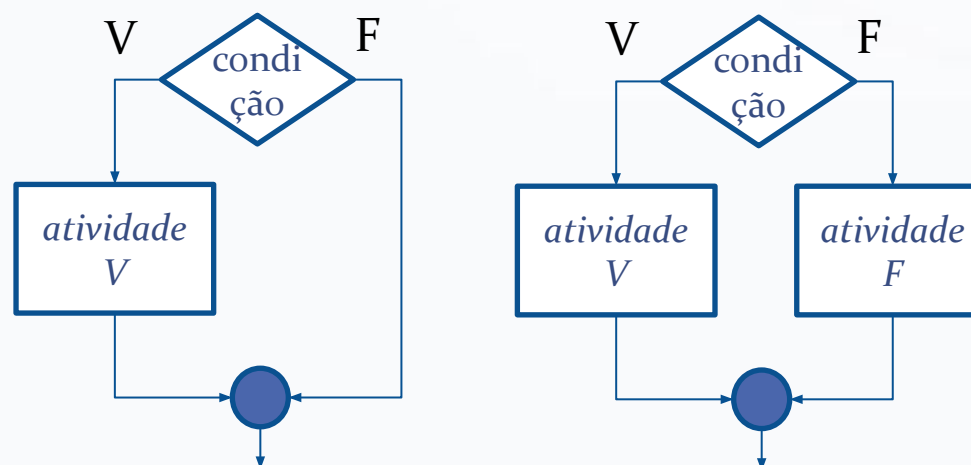 V
F
condi
ção
atividade
V
V
F
condi
ção
atividade
V
atividade
F